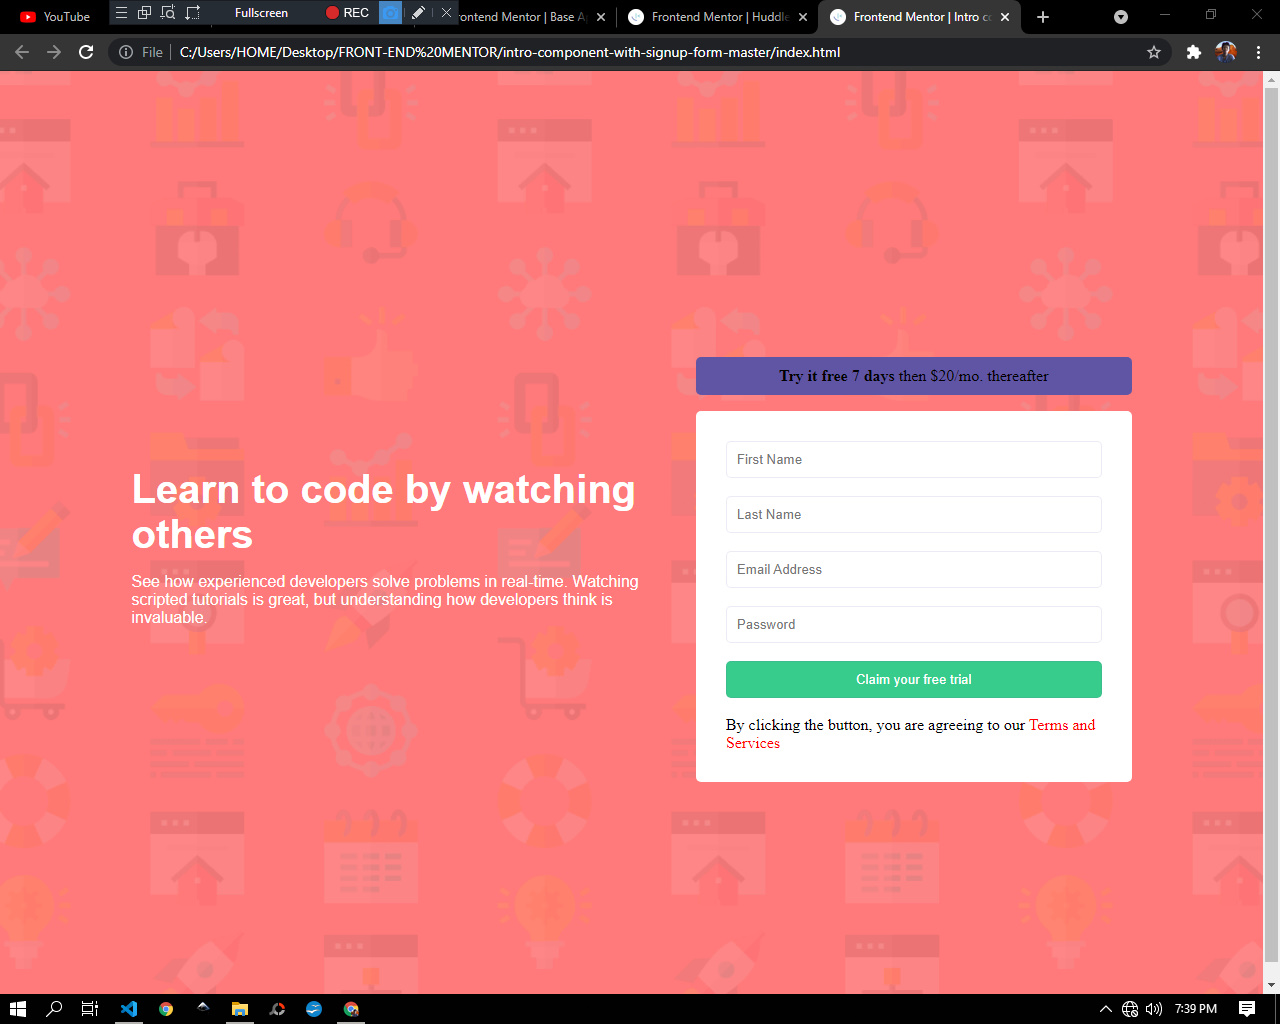 YouTube
Fullscreen
REC
rontend Mentor | Base A
Frontend Mentor | Huddle
Frontend Mentor | Intro c
File
C:/Users/HOME/Desktop/FRONT-END%20MENTOR/intro-component-with-signup-form-master/index.html
Try it free 7 days then $20/mo. thereafter
First Name
Learn to code by watching
others
Last Name
See how experienced developers solve problems in real-time. Watching
scripted tutorials is great, but understanding how developers think is
invaluable.
Email Address
Password
Claim your free trial
By clicking the button, you are agreeing to our Terms and
Services
7:39 PM